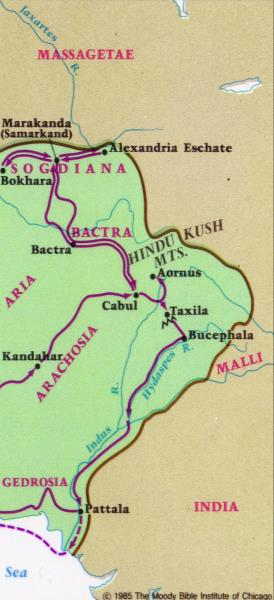 Jaxartes
R.
MASSAGETAE
Marakanda
(Samarkand)
Alexandria Eschate
SOGDIANA
Bokhara
BACTRA
Bactra
HINDU KUSH
MTS.
Aornus
ARIA
Cabul
Taxila
Bucephala
ARACHOSIA
Kandahar
MALLI
Hydaspes R.
R.
Indus
GEDROSIA
Pattala
INDIA
Sea
© 1985 The Moody Bible Institute of Chicago